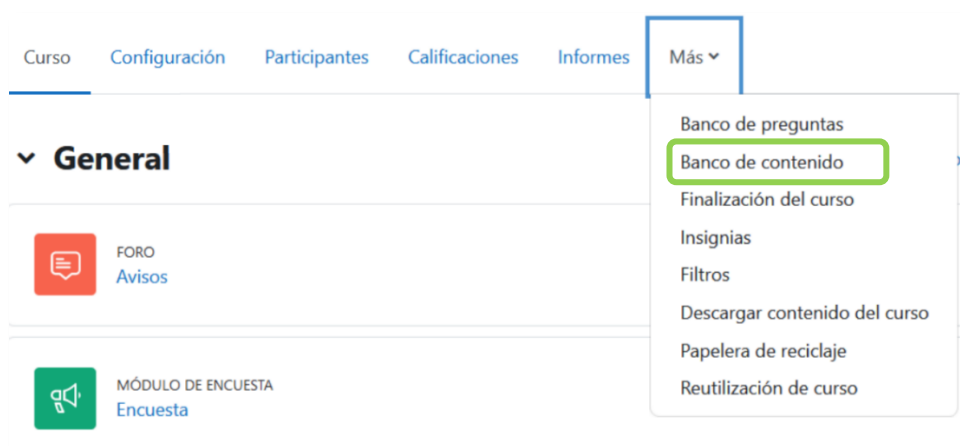 Curso Configuración Participantes Calificaciones Informes Más
Banco de preguntas
General
Banco de contenido
Finalización del curso
Insignias
FORO
Avisos
Filtros
Descargar contenido del curso
Papelera de reciclaje
MÓDULO DE ENCUESTA
Reutilización de curso
Encuesta